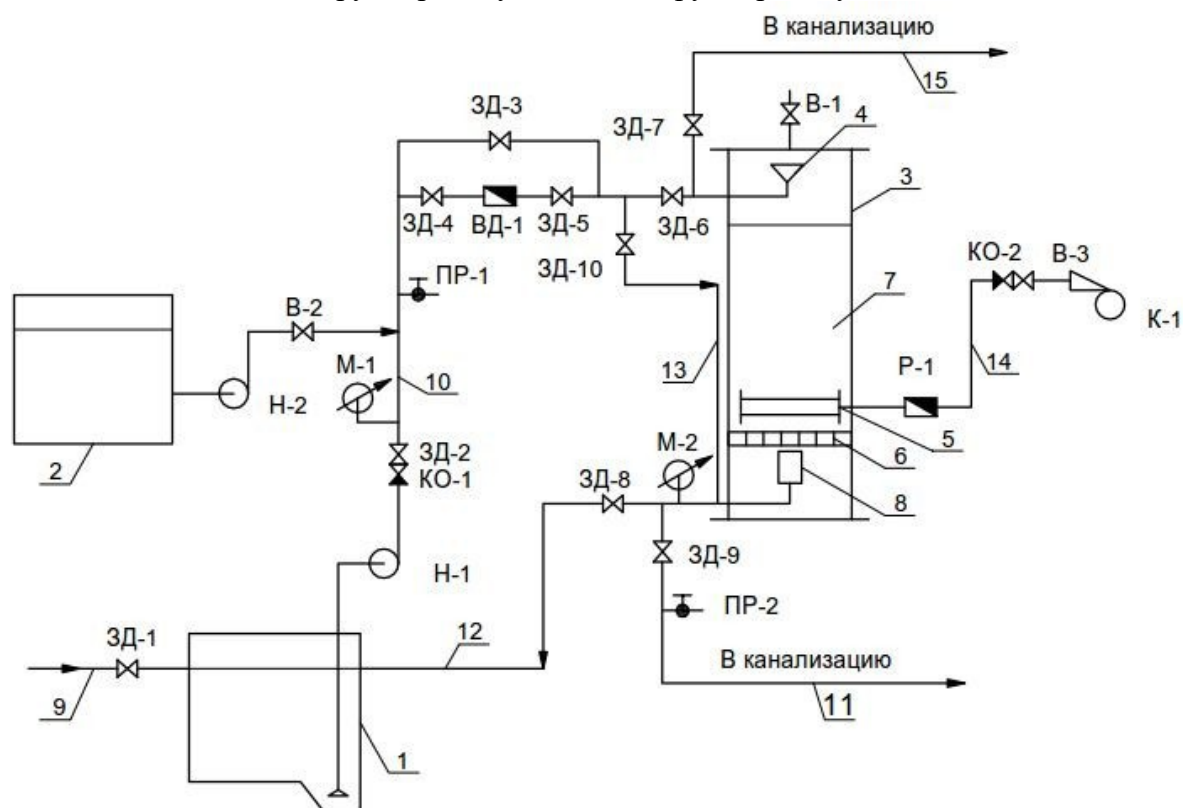 В канализацию
15
ЗД-3
ЗД-7
В-1
4
3
ЗД-4
ВД-1
ЗД-5
ЗД-6
ЗД-10
КО-2
В-3
ПР-1
7
К-1
В-2
М-1
10
13
Р-1
14
Н-2
5
2
ЗД-2
М-2
6
КО-1
ЗД-8
8
Н-1
ЗД-9
ПР-2
ЗД-1
12
В канализацию
9
11
1